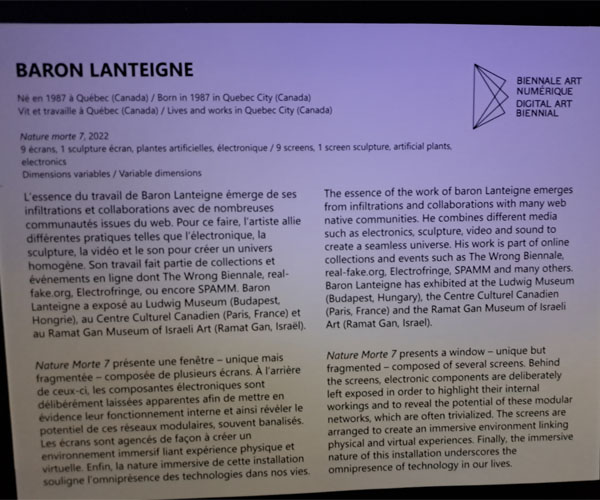 BARON LANTEIGNE
BIENNALE ART
NUMÉRIQUE
DIGITAL ART
BIENNIAL
Né en 1987 à Québec (Canada) / Born in 1987 in Quebec City (Canada)
Vit et travaille à Québec (Canada) / Lives and works in Quebec City (Canada)
Nature morte 7, 2022
9 écrans, 1 sculpture écran, plantes artificielles, électronique / 9 screens, 1 screen sculpture, artificial plants,
electronics
Dimensions variables / Variable dimensions
L'essence du travail de Baron Lanteigne émerge de ses
infiltrations et collaborations avec de nombreuses
communautés issues du web. Pour ce faire, l'artiste allie
différentes pratiques telles que l'électronique, la
sculpture, la vidéo et le son pour créer un univers
homogène. Son travail fait partie de collections et
événements en ligne dont The Wrong Biennale, real-
fake.org, Electrofringe, ou encore SPAMM. Baron
Lanteigne a exposé au Ludwig Museum (Budapest,
Hongrie), au Centre Culturel Canadien (Paris, France) et
au Ramat Gan Museum of Israeli Art (Ramat Gan, Israël).
Nature Morte 7 présente une fenêtre – unique mais
fragmentée – composée de plusieurs écrans. À l'arrière
de ceux-ci, les composantes électroniques sont
délibérément laissées apparentes afin de mettre en
évidence leur fonctionnement interne et ainsi révéler le
potentiel de ces réseaux modulaires, souvent banalisés.
Les écrans sont agencés de façon à créer un
environnement immersif liant expérience physique et
virtuelle. Enfin, la nature immersive de cette installation
souligne l'omniprésence des technologies dans nos vies.
The essence of the work of baron Lanteigne emerges
from infiltrations and collaborations with many web
native communities. He combines different media
such as electronics, sculpture, video and sound to
create a seamless universe. His work is part of online
collections and events such as The Wrong Biennale,
real-fake.org, Electrofringe, SPAMM and many others.
Baron Lanteigne has exhibited at the Ludwig Museum
(Budapest, Hungary), the Centre Culturel Canadien
(Paris, France) and the Ramat Gan Museum of Israeli
Art (Ramat Gan, Israel).
Nature Morte 7 presents a window – unique but
fragmented – composed of several screens. Behind
the screens, electronic components are deliberately
left exposed in order to highlight their internal
workings and to reveal the potential of these modular
networks, which are often trivialized. The screens are
arranged to create an immersive environment linking
physical and virtual experiences. Finally, the immersive
nature of this installation underscores the
omnipresence of technology in our lives.